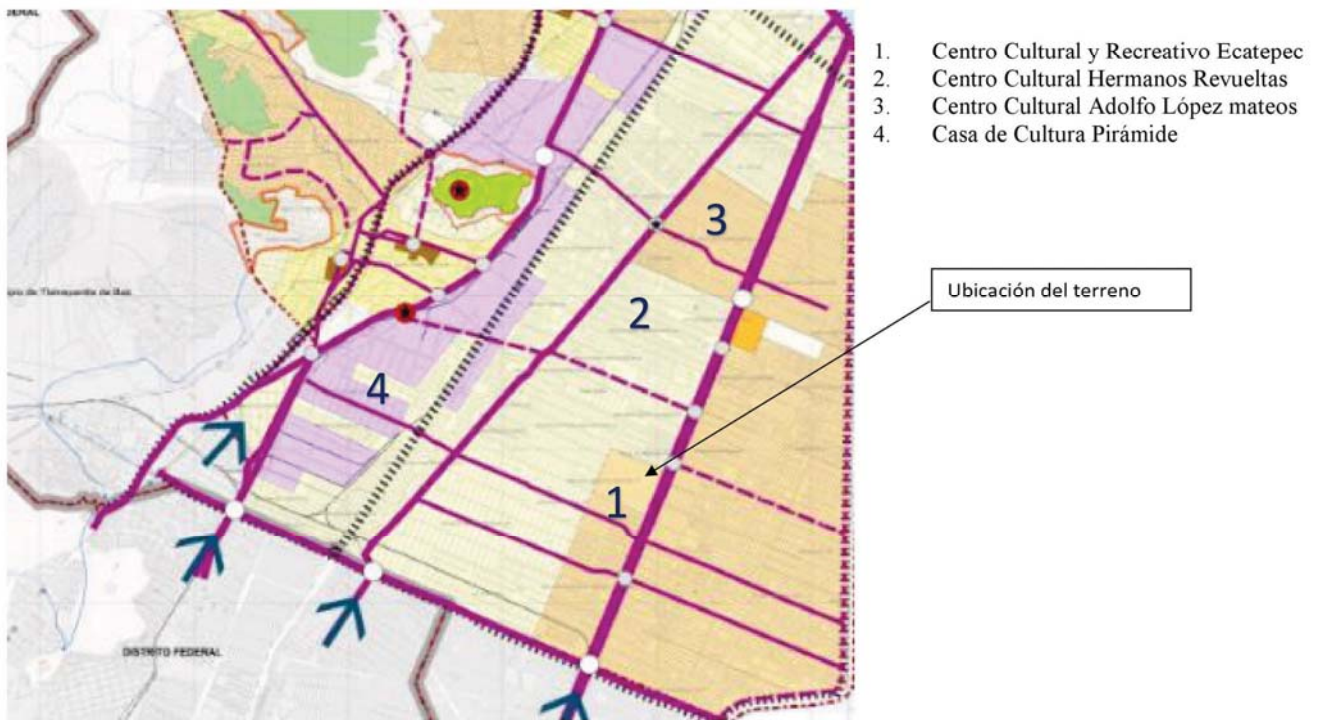 1. Centro Cultural y Recreativo Ecatepec
2. Centro Cultural Hermanos Revueltas
3. Centro Cultural Adolfo López mateos
4. Casa de Cultura Pirámide
Ubicación del terreno
3
2
4
1
DISTRITO FEDERAL